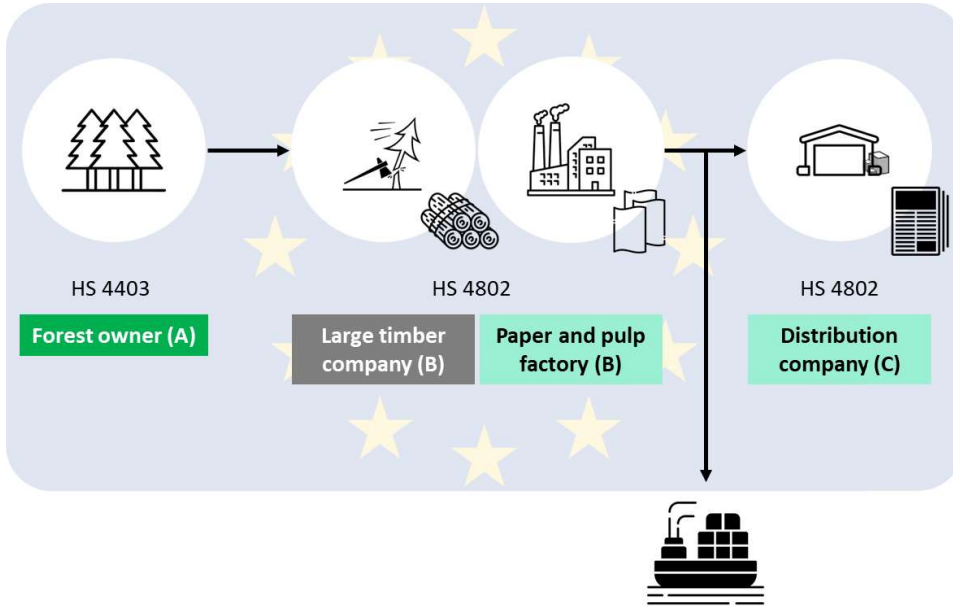 HS 4403
HS 4802
HS 4802
Forest owner (A)
Large timber
company (B)
Paper and pulp
factory (B)
Distribution
company (C)